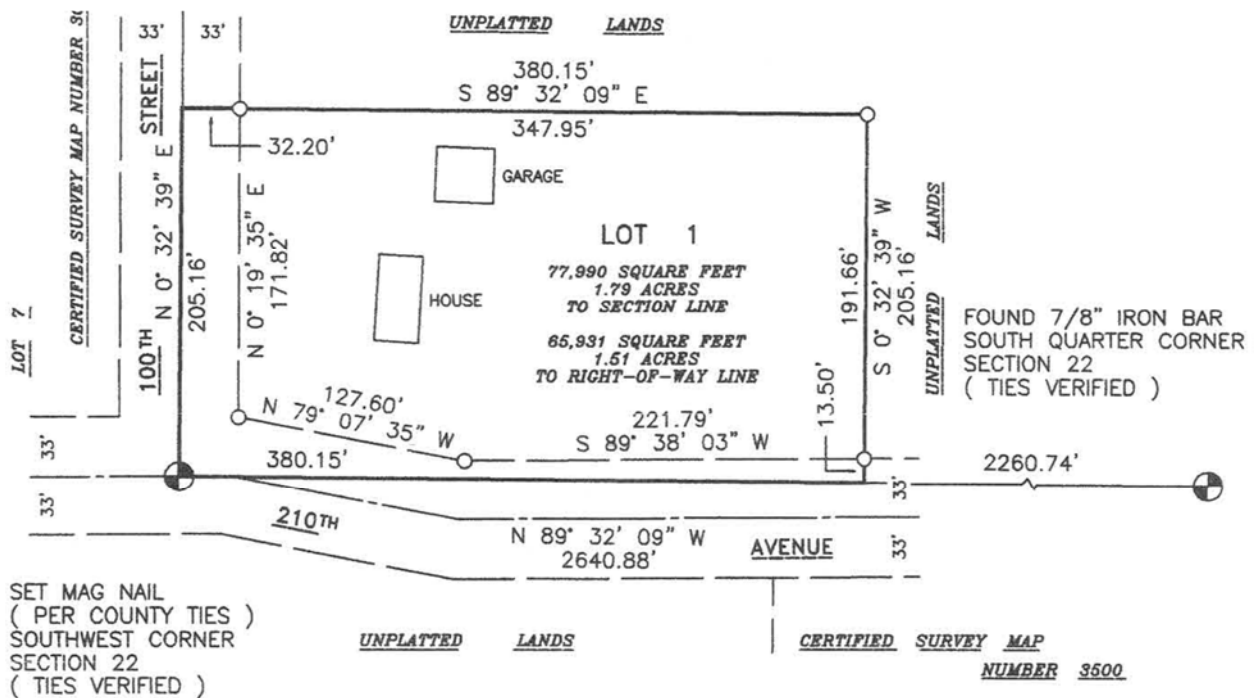 UNPLATTED LANDS
33' 33'
CERTIFIED SURVEY MAP NUMBER
380.15'
S 89° 32' 09" E
347.95'
32.20'
100TH STREET
N 0° 32' 39" E
205.16'
N 0° 19' 35" E
171.82'
GARAGE
HOUSE
LOT 1
77,990 SQUARE FEET
1.79 ACRES
TO SECTION LINE
65,931 SQUARE FEET
1.51 ACRES
TO RIGHT-OF-WAY LINE
191.66'
S 0° 32' 39" W
205.16'
UNPLATTED LANDS
FOUND 7/8" IRON BAR
SOUTH QUARTER CORNER
SECTION 22
( TIES VERIFIED )
LOT 7
127.60'
N 79° 07' 35" W
221.79'
S 89° 38' 03" W
13.50'
33'
380.15'
2260.74'
33'
33'
210TH
N 89° 32' 09" W
2640.88'
AVENUE
33'
SET MAG NAIL
( PER COUNTY TIES )
SOUTHWEST CORNER
SECTION 22
( TIES VERIFIED )
UNPLATTED LANDS
CERTIFIED SURVEY MAP
NUMBER 3500